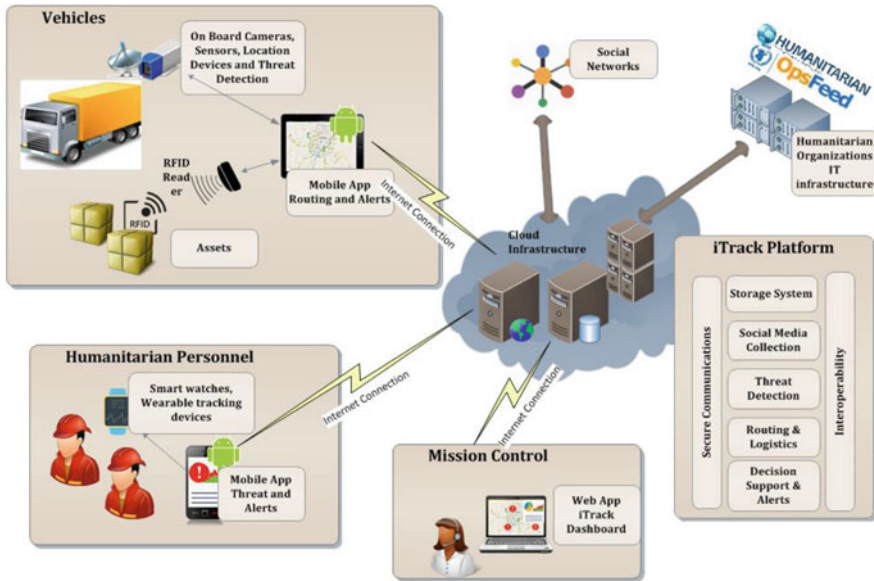 Vehicles
On Board Cameras,
Sensors, Location
Devices and Threat
Detection
RFID
Read
er
RFID
Assets
Mobile App
Routing and Alerts
Internet Connection
Social
Networks
HUMANITARIAN
OpsFeed
Humanitarian
Organizations
IT
infrastructure
Cloud
Infrastructure
iTrack Platform
Secure Communications
Storage System
Social Media
Collection
Threat
Detection
Routing &
Logistics
Decision
Support &
Alerts
Interoperability
Humanitarian Personnel
Smart watches,
Wearable tracking
devices
Mobile App
Threat and
Alerts
Internet Connection
Internet Connection
Mission Control
Web App
iTrack
Dashboard